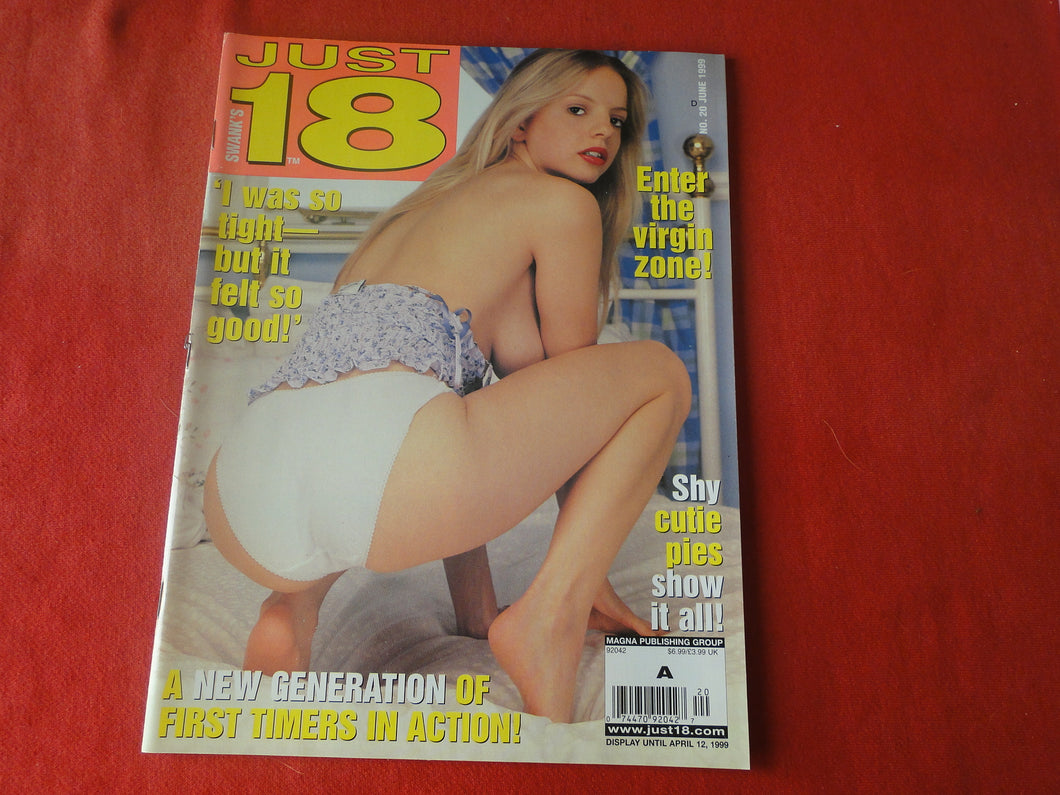 JUST
18
SWANK'S
TM
D
NO. 20 JUNE 1999
'I was so
tight—
but it
felt so
good!'
Enter
the
virgin
zone!
Shy
cutie
pies
show
it all!
A NEW GENERATION OF
FIRST TIMERS IN ACTION!
MAGNA PUBLISHING GROUP
92042 $6.99/£3.99 UK
A
20
0 74470 92042 7
www.just18.com
DISPLAY UNTIL APRIL 12, 1999